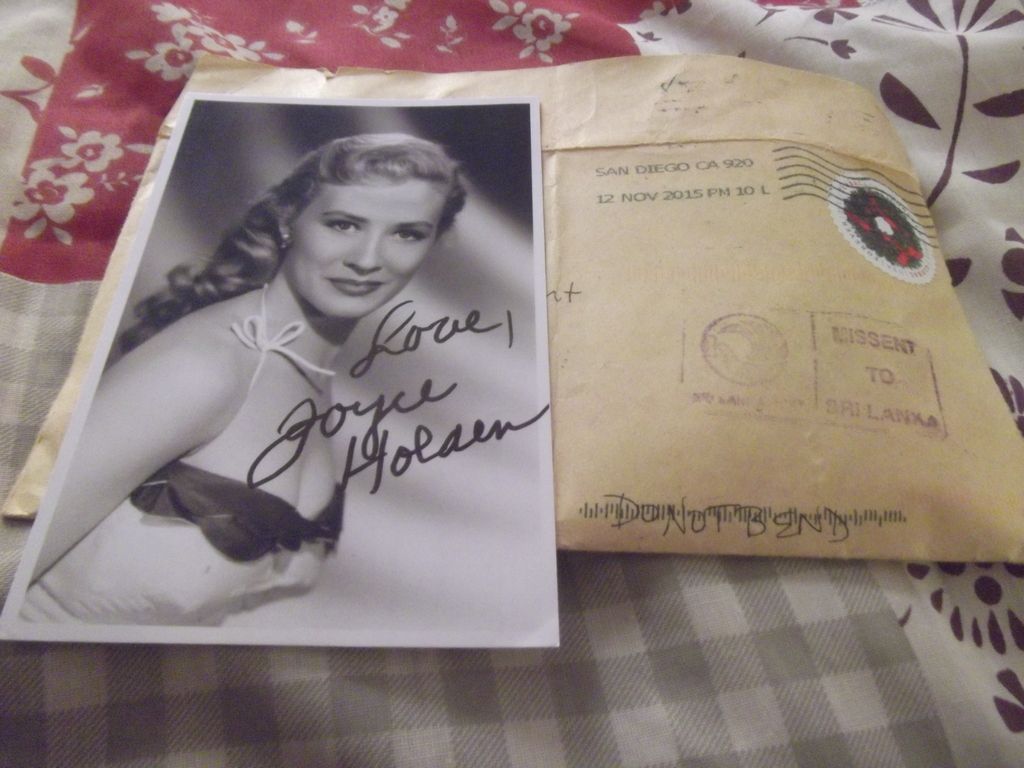 Love,
Joyce
Holden
SAN DIEGO CA 920
12 NOV 2015 PM 10 L
MISSENT
TO
SRI LANKA
DO NOT BEND